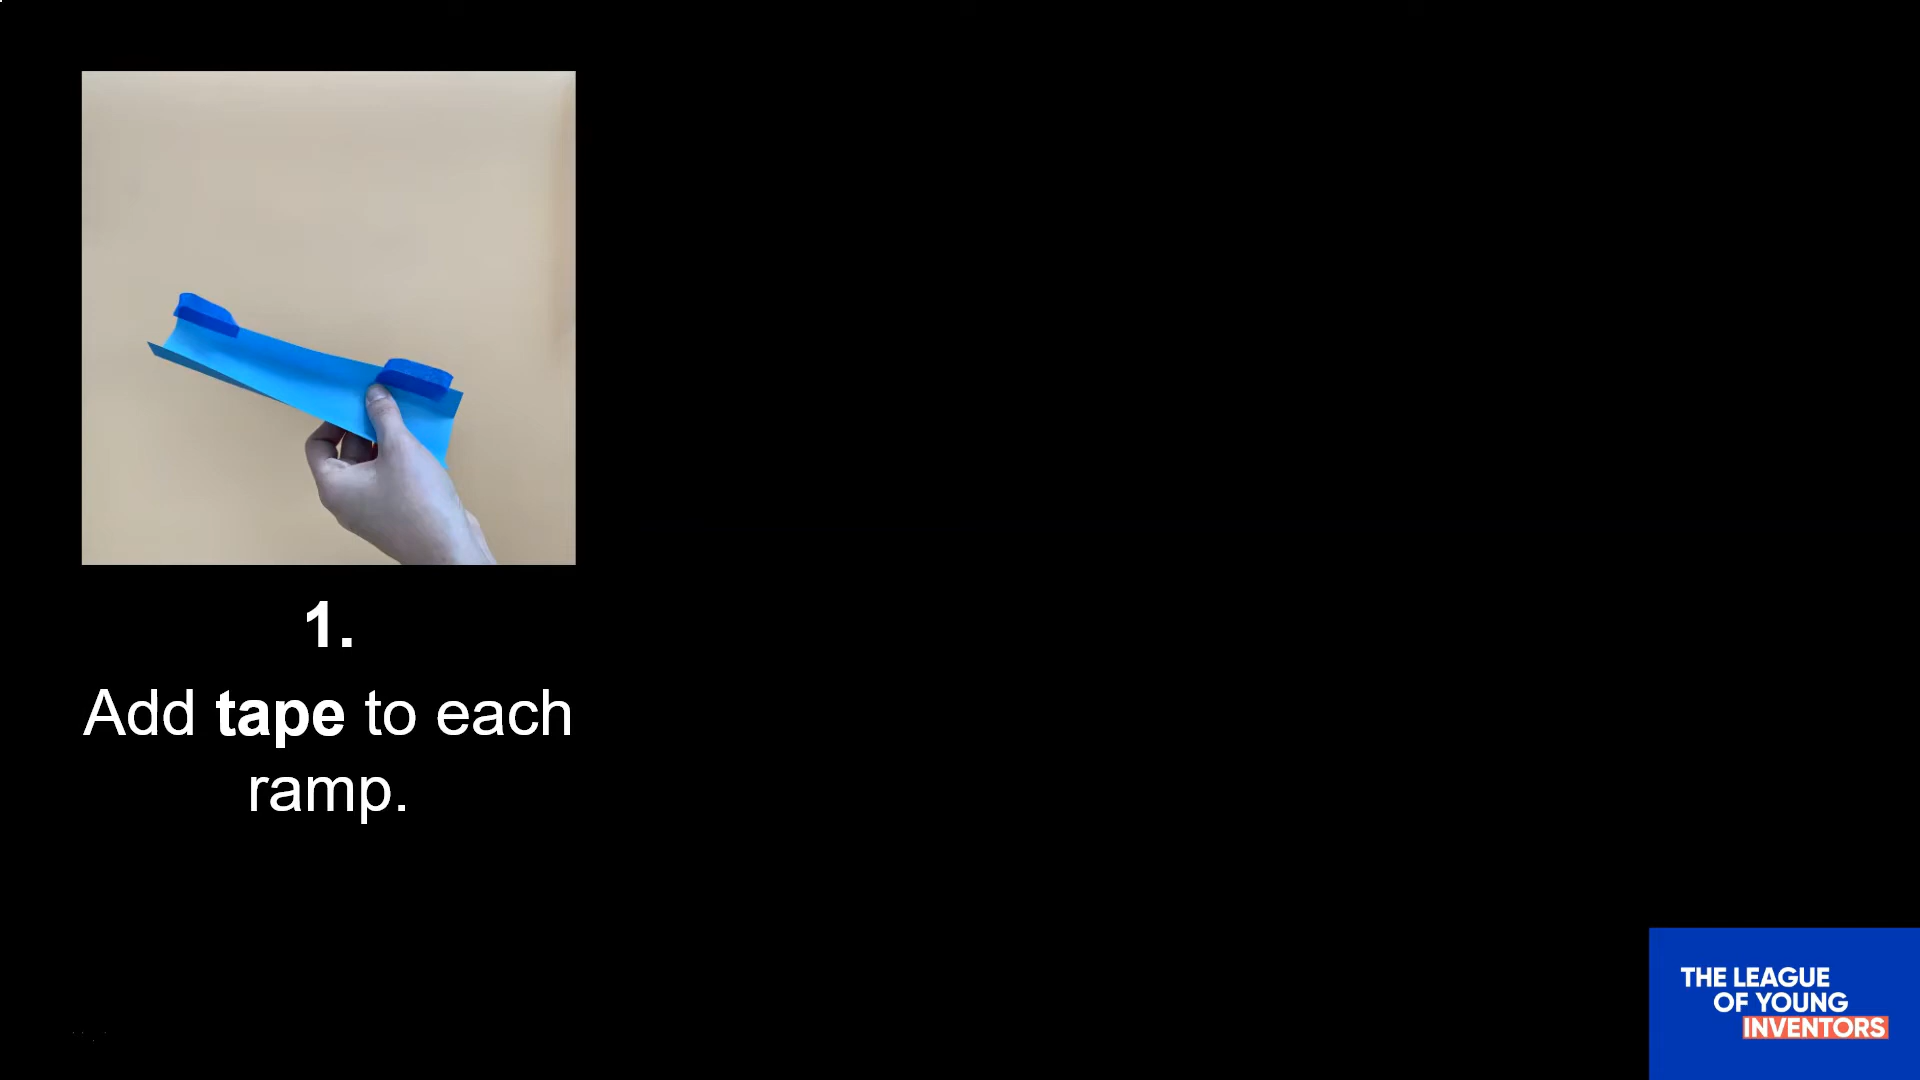 1.
Add tape to each
ramp.
THE LEAGUE
OF YOUNG
INVENTORS